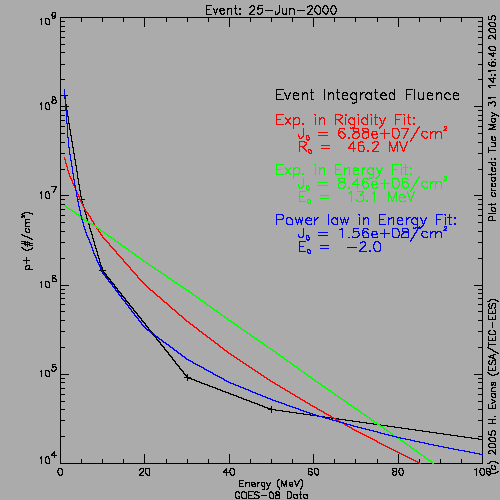 Event: 25-Jun-2000
Event Integrated Fluence
Exp. in Rigidity Fit:
J₀ = 6.88e+07/cm²
R₀ = 46.2 MV
Exp. in Energy Fit:
J₀ = 8.46e+06/cm²
E₀ = 13.1 MeV
Power law in Energy Fit:
J₀ = 1.56e+08/cm²
E₀ = -2.0
10⁹
10⁸
10⁷
10⁶
10⁵
10⁴
p+ (#/cm²)
0 20 40 60 80 100
Energy (MeV)
GOES-08 Data
Plot created: Tue May 31 14:16:40 2005
(c) 2005 H. Evans (ESA/TEC-EES)